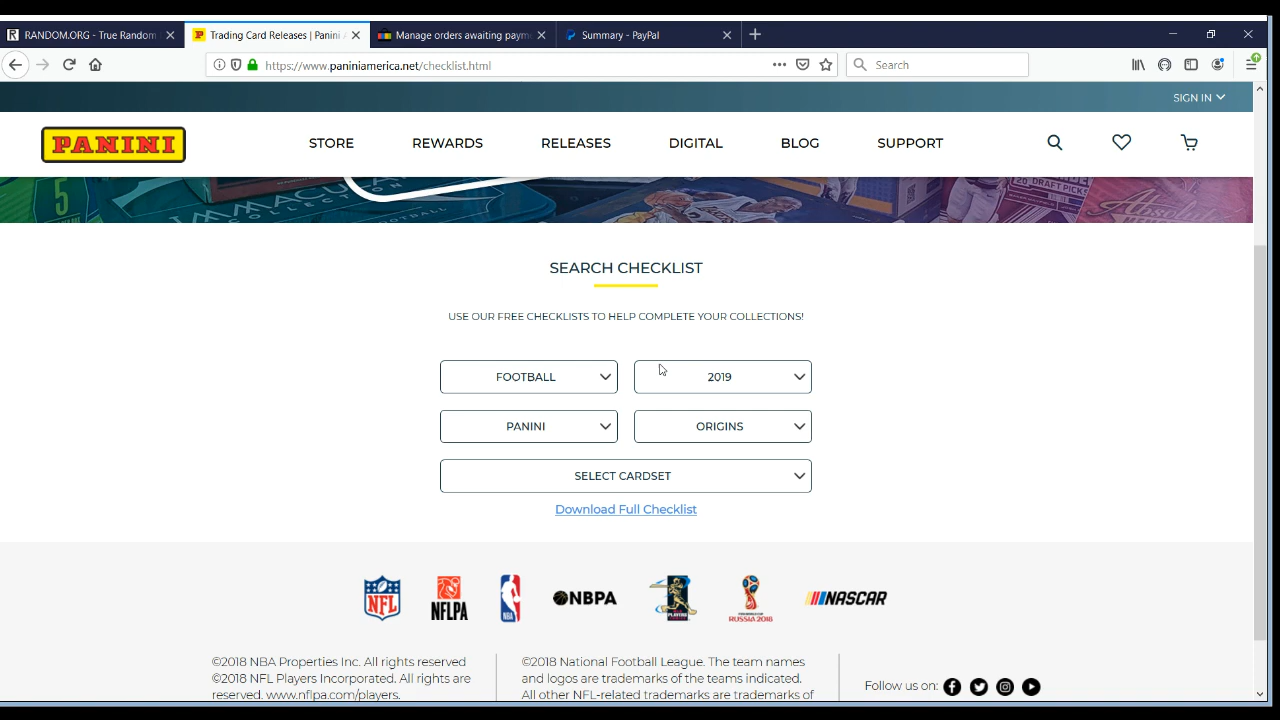 RANDOM.ORG - True Random
Trading Card Releases | Panini A
Manage orders awaiting paym
Summary - PayPal
https://www.paniniamerica.net/checklist.html
Search
SIGN IN
PANINI
STORE
REWARDS
RELEASES
DIGITAL
BLOG
SUPPORT
SEARCH CHECKLIST
USE OUR FREE CHECKLISTS TO HELP COMPLETE YOUR COLLECTIONS!
FOOTBALL
2019
PANINI
ORIGINS
SELECT CARDSET
Download Full Checklist
NFL
NFLPA
NBA
NBPA
RUSSIA 2018
NASCAR
©2018 NBA Properties Inc. All rights reserved
©2018 NFL Players Incorporated. All rights are
reserved. www.nflpa.com/players.
©2018 National Football League. The team names
and logos are trademarks of the teams indicated.
All other NFL-related trademarks are trademarks of
Follow us on: